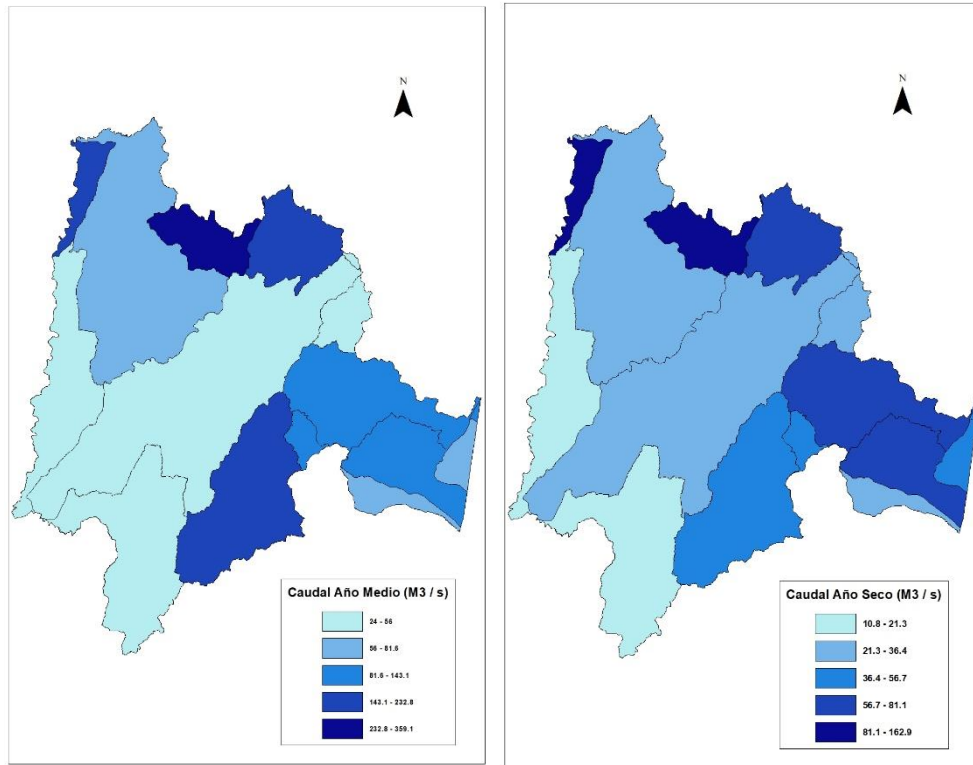 N
Caudal Año Medio (M3 / s)
24 - 56
56 - 81.6
81.6 - 143.1
143.1 - 232.8
232.8 - 359.1
N
Caudal Año Seco (M3 / s)
10.8 - 21.3
21.3 - 36.4
36.4 - 56.7
56.7 - 81.1
81.1 - 162.9